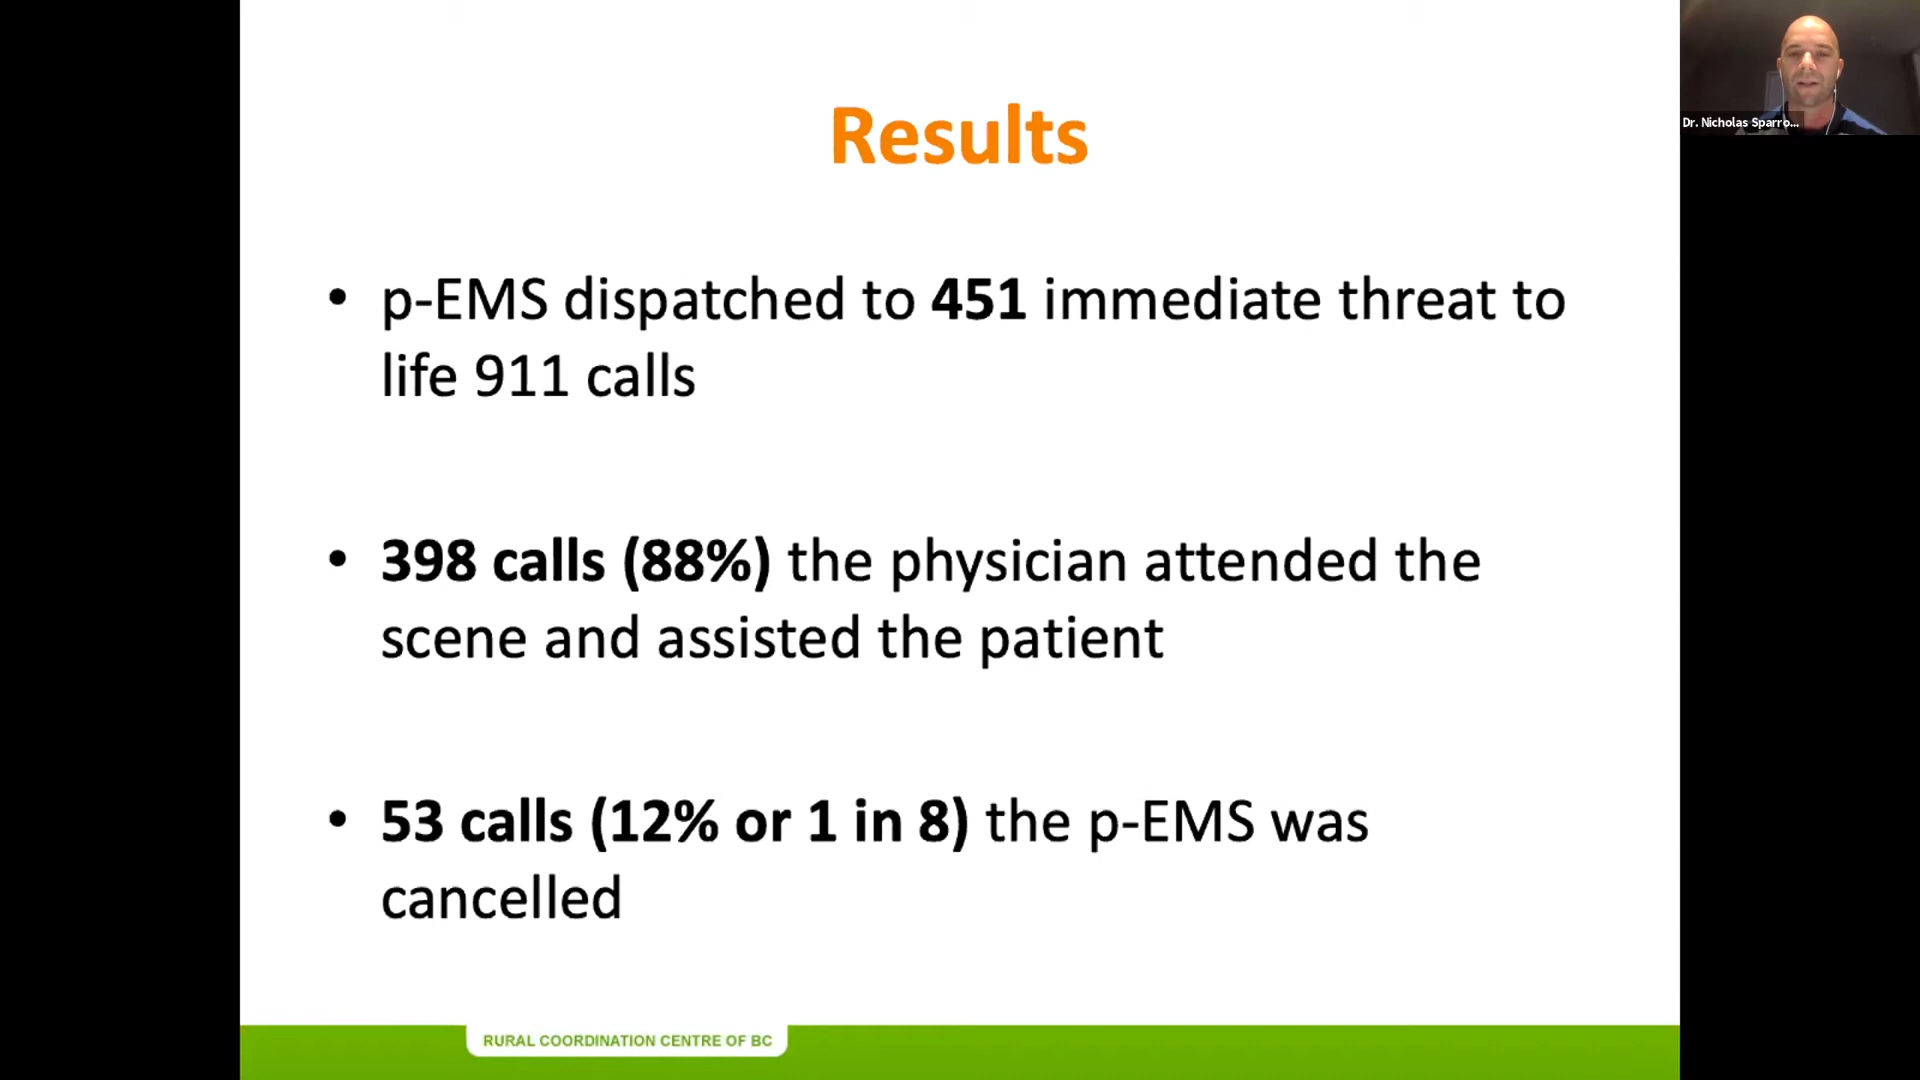 Results
• p-EMS dispatched to 451 immediate threat to
life 911 calls
• 398 calls (88%) the physician attended the
scene and assisted the patient
• 53 calls (12% or 1 in 8) the p-EMS was
cancelled
RURAL COORDINATION CENTRE OF BC
Dr. Nicholas Sparro...